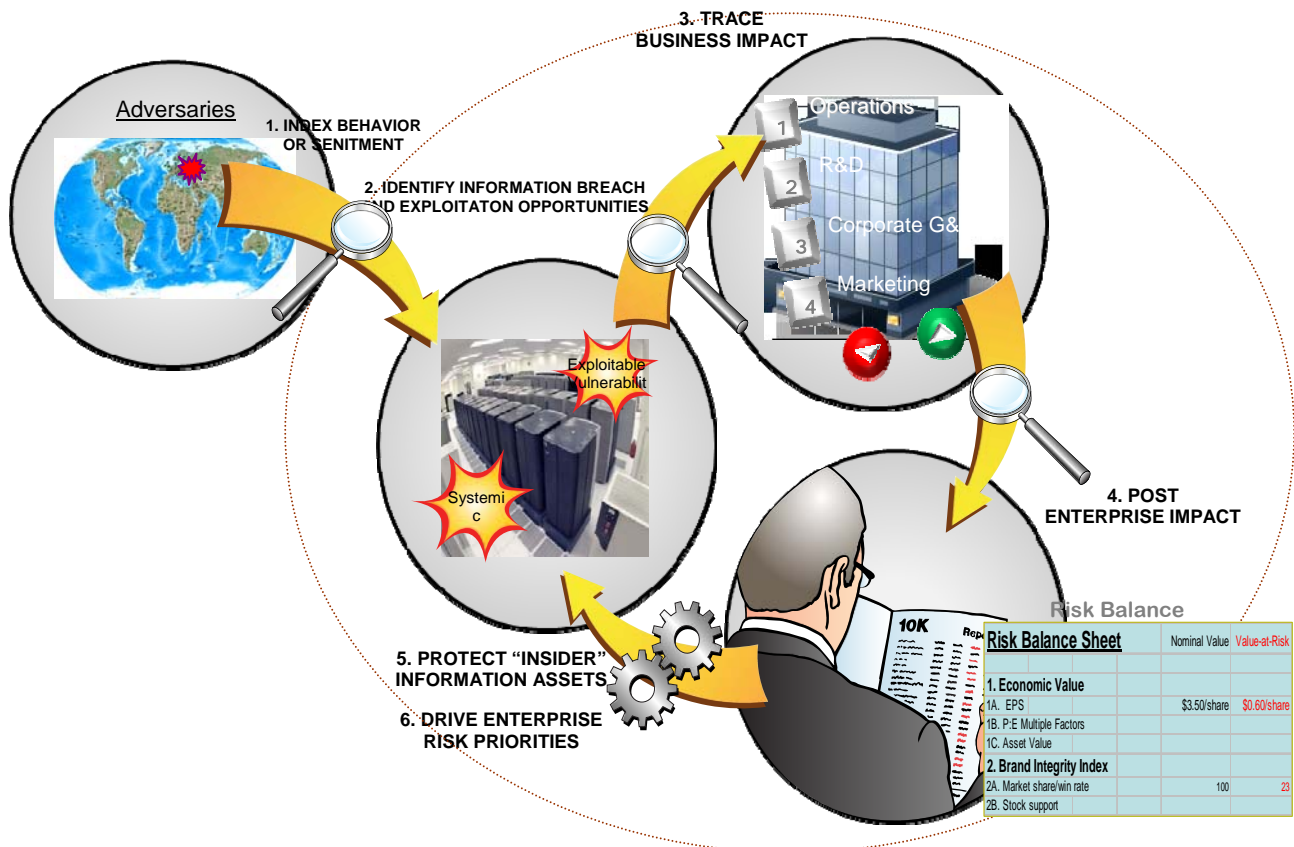 3. TRACE
BUSINESS IMPACT
Adversaries
1. INDEX BEHAVIOR
OR SENITMENT
2. IDENTIFY INFORMATION BREACH
ND EXPLOITATON OPPORTUNITIES
1
Operations
2
R&D
3
Corporate G&
4
Marketing
Exploitable
Vulnerabilit
Systemi
c
4. POST
ENTERPRISE IMPACT
10K
Repo
5. PROTECT “INSIDER”
INFORMATION ASSETS
6. DRIVE ENTERPRISE
RISK PRIORITIES
Risk Balance
Risk Balance Sheet Nominal Value Value-at-Risk
1. Economic Value
1A. EPS $3.50/share $0.60/share
1B. P:E Multiple Factors
1C. Asset Value
2. Brand Integrity Index
2A. Market share/win rate 100 23
2B. Stock support